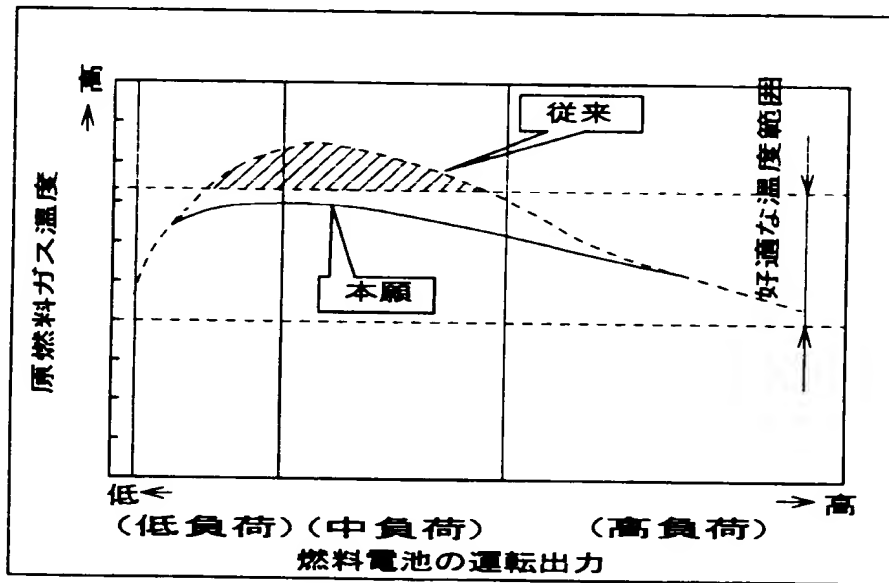 →高
従来
好適な温度範囲
原燃料ガス温度
本願
低← →高
(低負荷)(中負荷) (高負荷)
燃料電池の運転出力